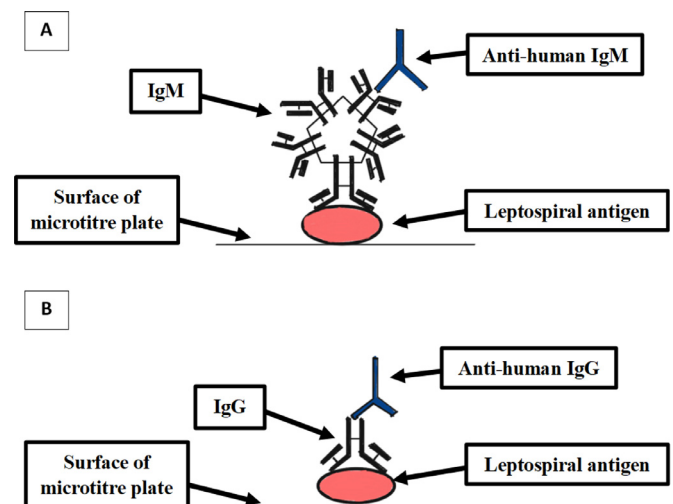 A
Anti-human IgM
IgM
Surface of
microtitre plate
Leptospiral antigen
B
Anti-human IgG
IgG
Surface of
microtitre plate
Leptospiral antigen